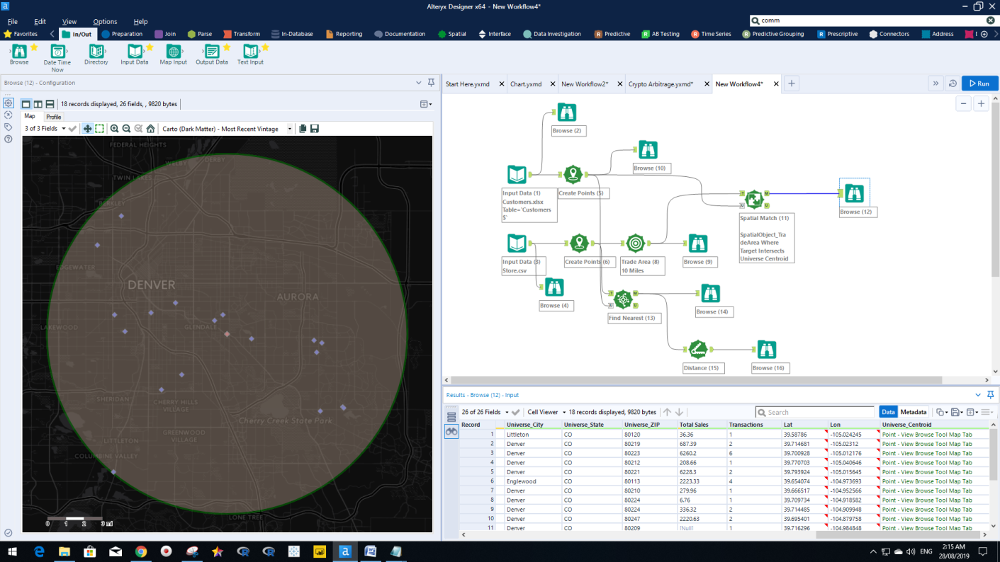 Alteryx Designer x64 - New Workflow4*
File Edit View Options Help
comm
Favorites In/Out Preparation Join Parse Transform In-Database Reporting Documentation Spatial Interface Data Investigation Predictive AB Testing Time Series Predictive Grouping Prescriptive Connectors Address
Browse
Date Time
Now
Directory
Input Data
Map Input
Output Data
Text Input
Browse (12) - Configuration
18 records displayed, 26 fields, , 9820 bytes
Map Profile
3 of 3 Fields Carto (Dark Matter) - Most Recent Vintage
FEDERAL HEIGHTS
WELBY
DERBY
TWIN LAKES
BERKLEY
EDGEWATER
DENVER
AURORA
LAKEWOOD
GLENDALE
SHERIDAN
CHERRY HILLS
VILLAGE
Cherry Creek State Park
GREENWOOD
VILLAGE
LITTLETON
COLUMBINE VALLEY
LONE TREE
0 1 2 3 mi
Start Here.yxmd Chart.yxmd New Workflow2* Crypto Arbitrage.yxmd* New Workflow4*
Run
Browse (2)
Browse (10)
Input Data (1)
Customers.xlsx
Table=`Customers
$`
Create Points (5)
Browse (12)
Spatial Match (11)
SpatialObject_Tra
deArea Where
Target Intersects
Universe Centroid
Input Data (3)
Store.csv
Create Points (6)
Trade Area (8)
10 Miles
Browse (9)
Browse (4)
Find Nearest (13)
Browse (14)
Distance (15)
Browse (16)
Results - Browse (12) - Input
26 of 26 Fields Cell Viewer 18 records displayed, 9820 bytes Search Data Metadata
Record Universe_City Universe_State Universe_ZIP Total Sales Transactions Lat Lon Universe_Centroid
1 Littleton CO 80120 36.36 1 39.58786 -105.024245 Point - View Browse Tool Map Tab
2 Denver CO 80219 687.39 2 39.714681 -105.02312 Point - View Browse Tool Map Tab
3 Denver CO 80223 6260.2 6 39.700928 -105.012176 Point - View Browse Tool Map Tab
4 Denver CO 80212 208.66 1 39.770703 -105.040646 Point - View Browse Tool Map Tab
5 Denver CO 80221 6228.3 2 39.793924 -105.015645 Point - View Browse Tool Map Tab
6 Englewood CO 80113 2223.33 4 39.654074 -104.973693 Point - View Browse Tool Map Tab
7 Denver CO 80210 279.96 1 39.666517 -104.952566 Point - View Browse Tool Map Tab
8 Denver CO 80224 6.76 1 39.709734 -104.918582 Point - View Browse Tool Map Tab
9 Denver CO 80224 336.32 2 39.714485 -104.909948 Point - View Browse Tool Map Tab
10 Denver CO 80247 2220.63 2 39.695401 -104.879758 Point - View Browse Tool Map Tab
11 Denver CO 80209 [Null] 1 39.716296 -104.984848 Point - View Browse Tool Map Tab
ENG
2:15 AM
28/08/2019